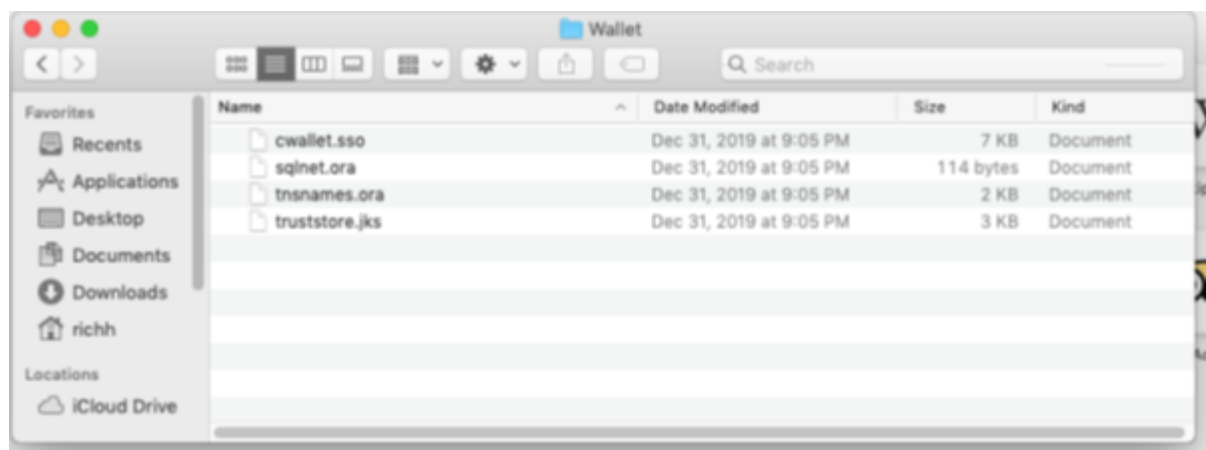 Wallet
Search
Favorites
Recents
Applications
Desktop
Documents
Downloads
richh
Locations
iCloud Drive
Name Date Modified Size Kind
cwallet.sso Dec 31, 2019 at 9:05 PM 7 KB Document
sqlnet.ora Dec 31, 2019 at 9:05 PM 114 bytes Document
tnsnames.ora Dec 31, 2019 at 9:05 PM 2 KB Document
truststore.jks Dec 31, 2019 at 9:05 PM 3 KB Document